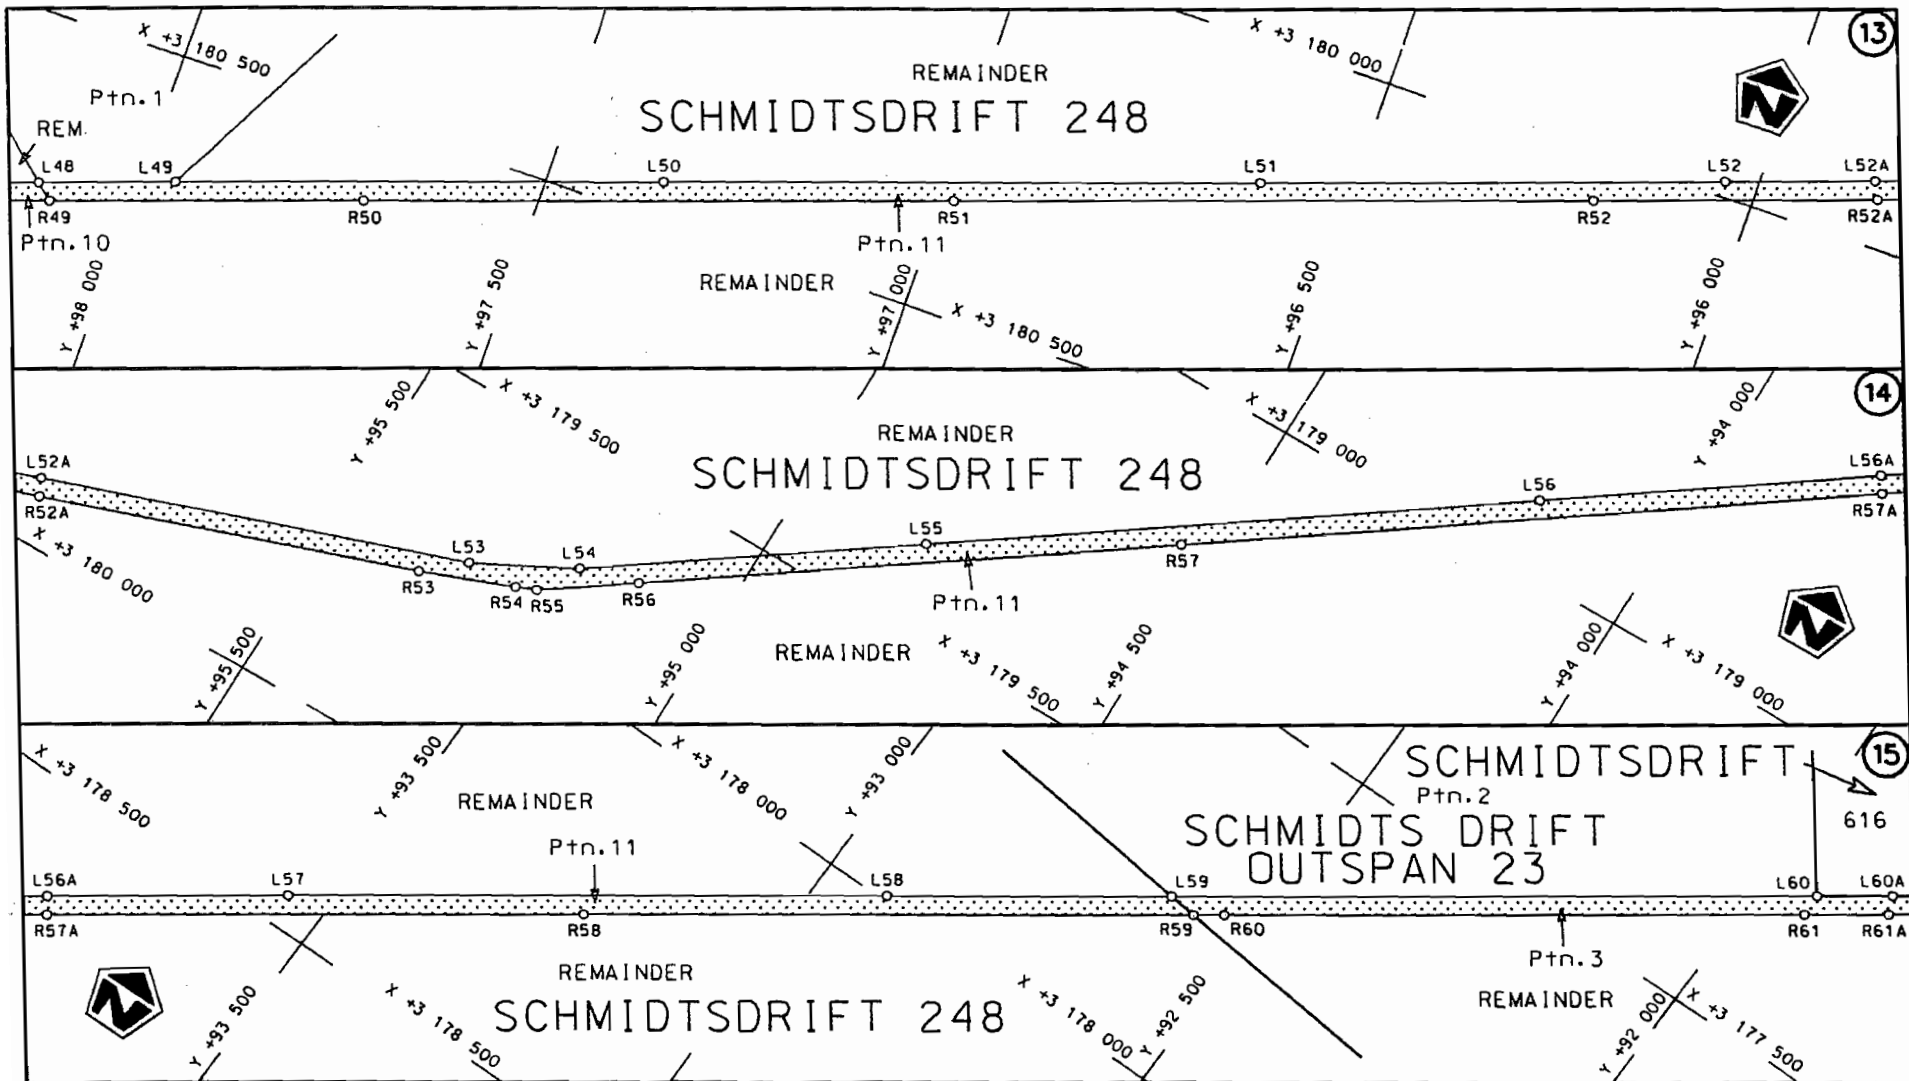 13
X +3 180 500
X +3 180 000
REMAINDER
Ptn.1
SCHMIDTSDRIFT 248
REM.
L48
L49
L50
L51
L52
L52A
R49
R50
R51
R52
R52A
Ptn.10
Ptn.11
REMAINDER
Y +98 000
Y +97 500
Y +97 000
X +3 180 500
Y +96 500
Y +96 000
14
Y +95 500
X +3 179 500
X +3 179 000
Y +94 000
REMAINDER
SCHMIDTSDRIFT 248
L52A
L53
L54
L55
L56
L56A
R52A
R53
R54
R55
R56
R57
R57A
X +3 180 000
Ptn.11
REMAINDER
Y +95 500
Y +95 000
X +3 179 500
Y +94 500
Y +94 000
X +3 179 000
15
X +3 178 500
Y +93 500
X +3 178 000
Y +93 000
SCHMIDTSDRIFT
616
REMAINDER
Ptn.2
Ptn.11
SCHMIDTS DRIFT
OUTSPAN 23
L56A
L57
L58
L59
L60
L60A
R57A
R58
R59
R60
R61
R61A
Ptn.3
REMAINDER
REMAINDER
SCHMIDTSDRIFT 248
Y +93 500
X +3 178 500
X +3 178 000
Y +92 500
Y +92 000
X +3 177 500